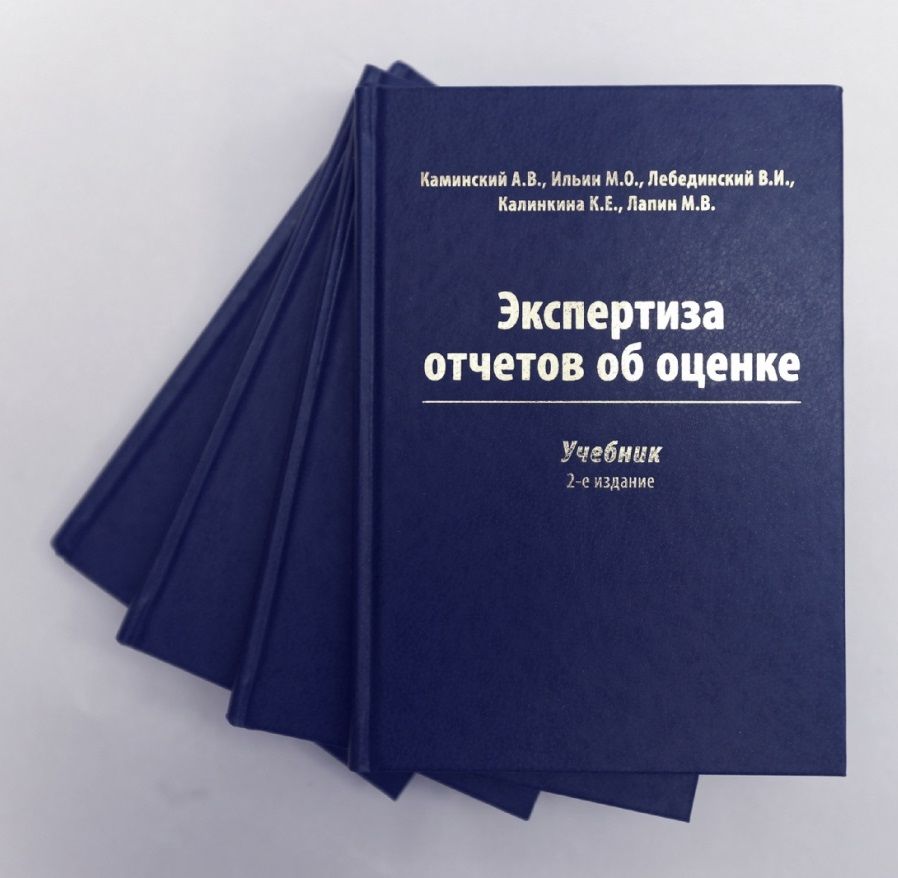 Каминский А.В., Ильин М.О., Лебединский В.И.,
Калинкина К.Е., Лапин М.В.
Экспертиза
отчетов об оценке
Учебник
2-е издание